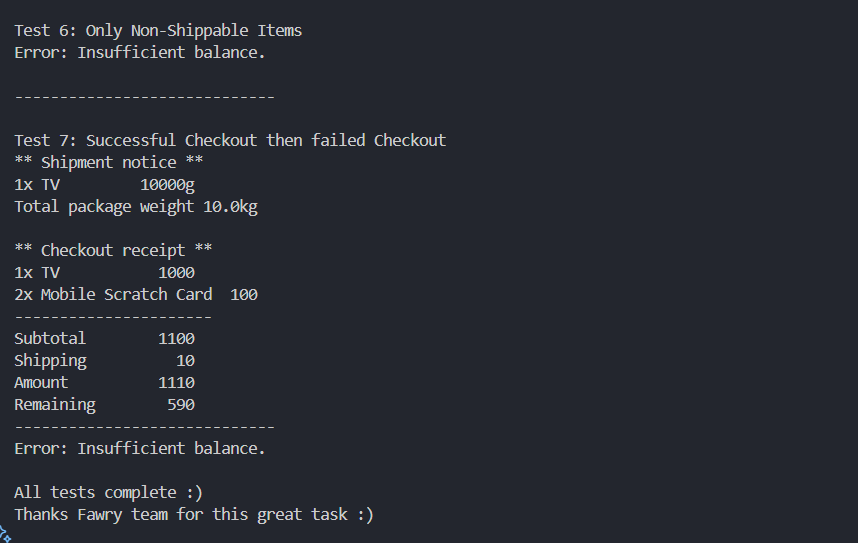 Test 6: Only Non-Shippable Items
Error: Insufficient balance.
-----------------------------
Test 7: Successful Checkout then failed Checkout
** Shipment notice **
1x TV         10000g
Total package weight 10.0kg
** Checkout receipt **
1x TV           1000
2x Mobile Scratch Card  100
----------------------
Subtotal        1100
Shipping          10
Amount          1110
Remaining        590
-----------------------------
Error: Insufficient balance.
All tests complete :)
Thanks Fawry team for this great task :)